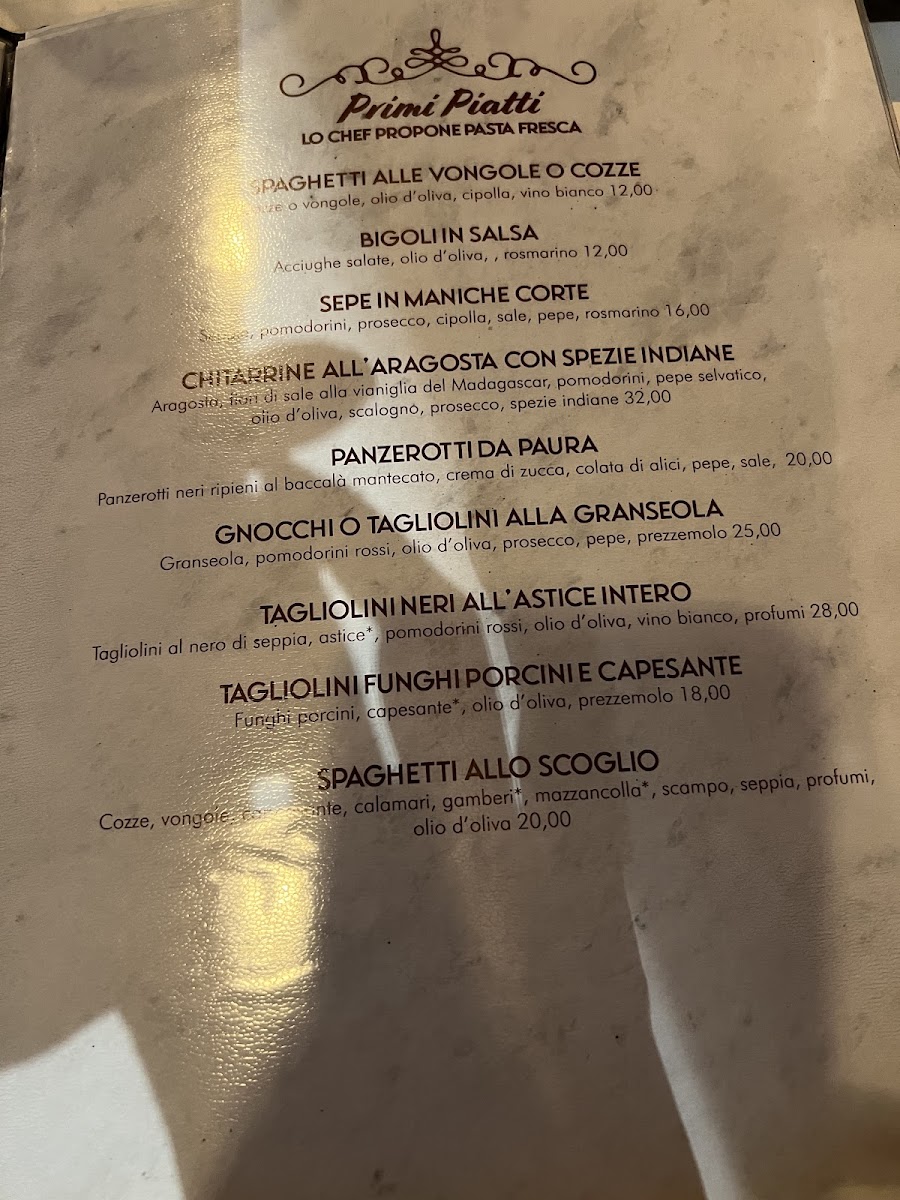 Primi Piatti
LO CHEF PROPONE PASTA FRESCA
SPAGHETTI ALLE VONGOLE O COZZE
o vongole, olio d'oliva, cipolla, vino bianco 12,00
BIGOLI IN SALSA
Acciughe salate, olio d'oliva, , rosmarino 12,00
SEPE IN MANICHE CORTE
pomodorini, prosecco, cipolla, sale, pepe, rosmarino 16,00
CHITARRINE ALL'ARAGOSTA CON SPEZIE INDIANE
Aragosta, fiori di sale alla vianiglia del Madagascar, pomodorini, pepe selvatico,
olio d'oliva, scalogno, prosecco, spezie indiane 32,00
PANZEROTTI DA PAURA
Panzerotti neri ripieni al baccalà mantecato, crema di zucca, colata di alici, pepe, sale, 20,00
GNOCCHI O TAGLIOLINI ALLA GRANSEOLA
Granseola, pomodorini rossi, olio d'oliva, prosecco, pepe, prezzemolo 25,00
TAGLIOLINI NERI ALL'ASTICE INTERO
Tagliolini al nero di seppia, astice*, pomodorini rossi, olio d'oliva, vino bianco, profumi 28,00
TAGLIOLINI FUNGHI PORCINI E CAPESANTE
Funghi porcini, capesante*, olio d'oliva, prezzemolo 18,00
SPAGHETTI ALLO SCOGLIO
Cozze, vongole, calamari, gamberi*, mazzancolla*, scampo, seppia, profumi,
olio d'oliva 20,00